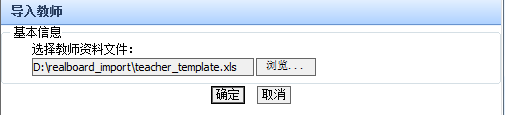 导入教师
基本信息
选择教师资料文件：
D:\realboard_import\teacher_template.xls 浏览...
确定 取消